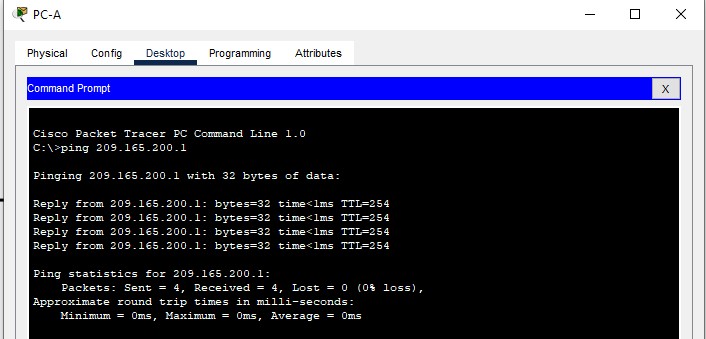 PC-A
Physical Config Desktop Programming Attributes
Command Prompt X
Cisco Packet Tracer PC Command Line 1.0
C:\>ping 209.165.200.1
Pinging 209.165.200.1 with 32 bytes of data:
Reply from 209.165.200.1: bytes=32 time<1ms TTL=254
Reply from 209.165.200.1: bytes=32 time<1ms TTL=254
Reply from 209.165.200.1: bytes=32 time<1ms TTL=254
Reply from 209.165.200.1: bytes=32 time<1ms TTL=254
Ping statistics for 209.165.200.1:
Packets: Sent = 4, Received = 4, Lost = 0 (0% loss),
Approximate round trip times in milli-seconds:
Minimum = 0ms, Maximum = 0ms, Average = 0ms